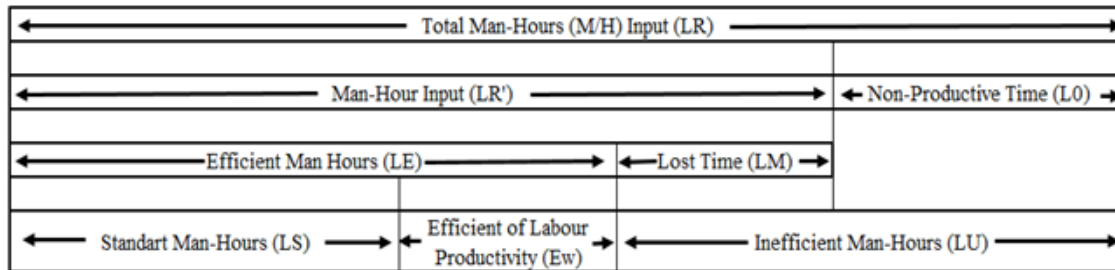 Total Man-Hours (M/H) Input (LR)
Man-Hour Input (LR') Non-Productive Time (L0)
Efficient Man Hours (LE) Lost Time (LM)
Standart Man-Hours (LS) Efficient of Labour Productivity (Ew) Inefficient Man-Hours (LU)